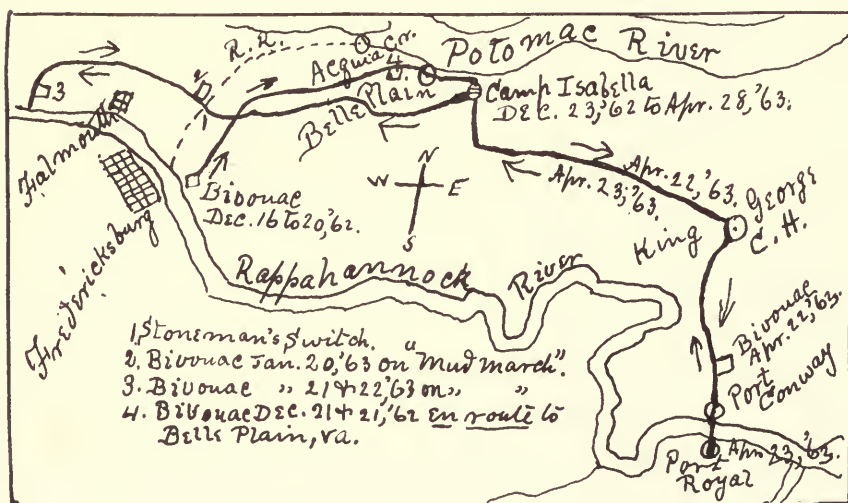 Potomac River
R. R.
Acquia Cr.
4
2
3
Camp Isabella
Dec. 23,'62 to Apr. 28,'63.
Belle Plain
Falmouth
Bivouac
Dec. 16 to 20,'62.
N
W E
S
Apr. 22,'63.
Apr. 23,'63.
King George
C. H.
Fredericksburg
Rappahannock River
Bivouac
Apr. 22,'63.
Port
Conway
Apr. 23,'63.
Port
Royal
1, Stoneman's Switch.
2. Bivouac Jan. 20,'63 on "Mud march".
3. Bivouac " 21 & 22,'63 on " "
4. Bivouac Dec. 21 & 21,'62 en route to
Belle Plain, Va.